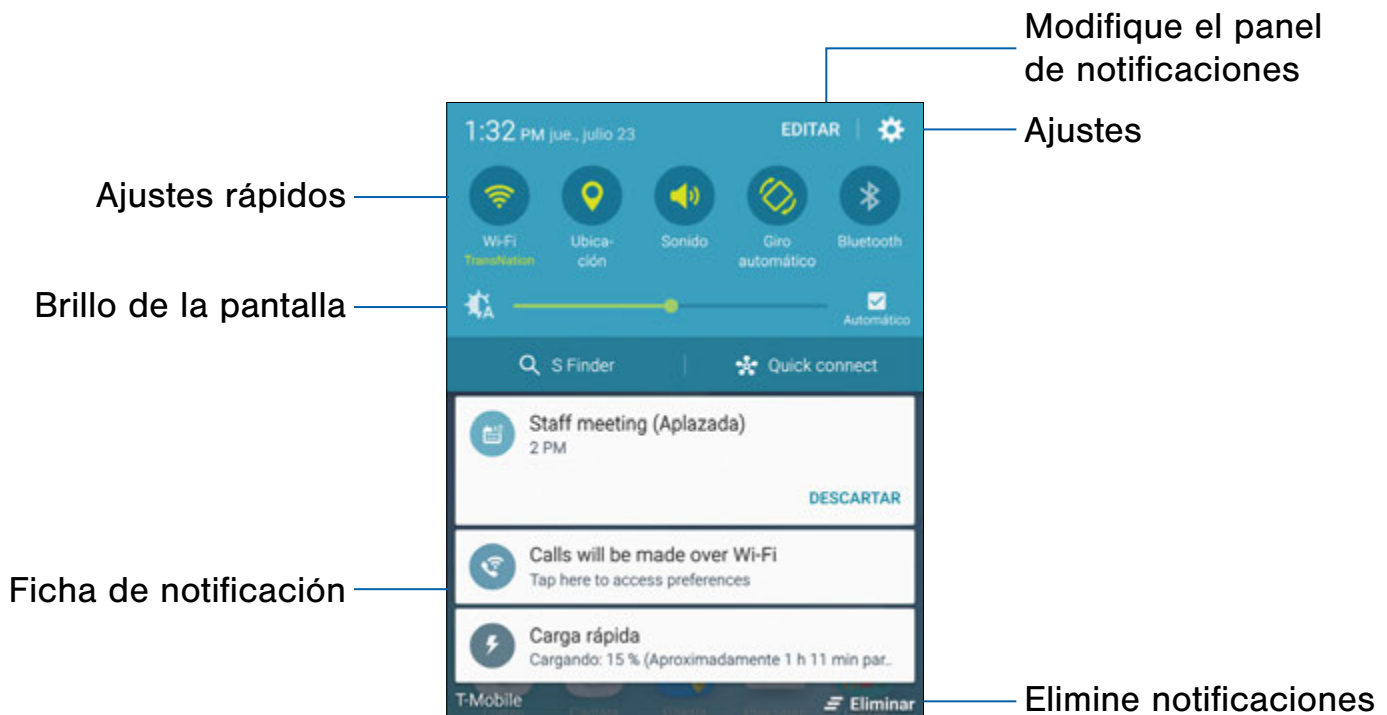 Modifique el panel
de notificaciones
1:32 PM jue., julio 23
EDITAR
Ajustes
Ajustes rápidos
Wi-Fi
TransNation
Ubica-
ción
Sonido
Giro
automático
Bluetooth
Brillo de la pantalla
A
Automático
S Finder
Quick connect
Staff meeting (Aplazada)
2 PM
DESCARTAR
Calls will be made over Wi-Fi
Tap here to access preferences
Ficha de notificación
Carga rápida
Cargando: 15 % (Aproximadamente 1 h 11 min par..
T-Mobile
Eliminar
Elimine notificaciones